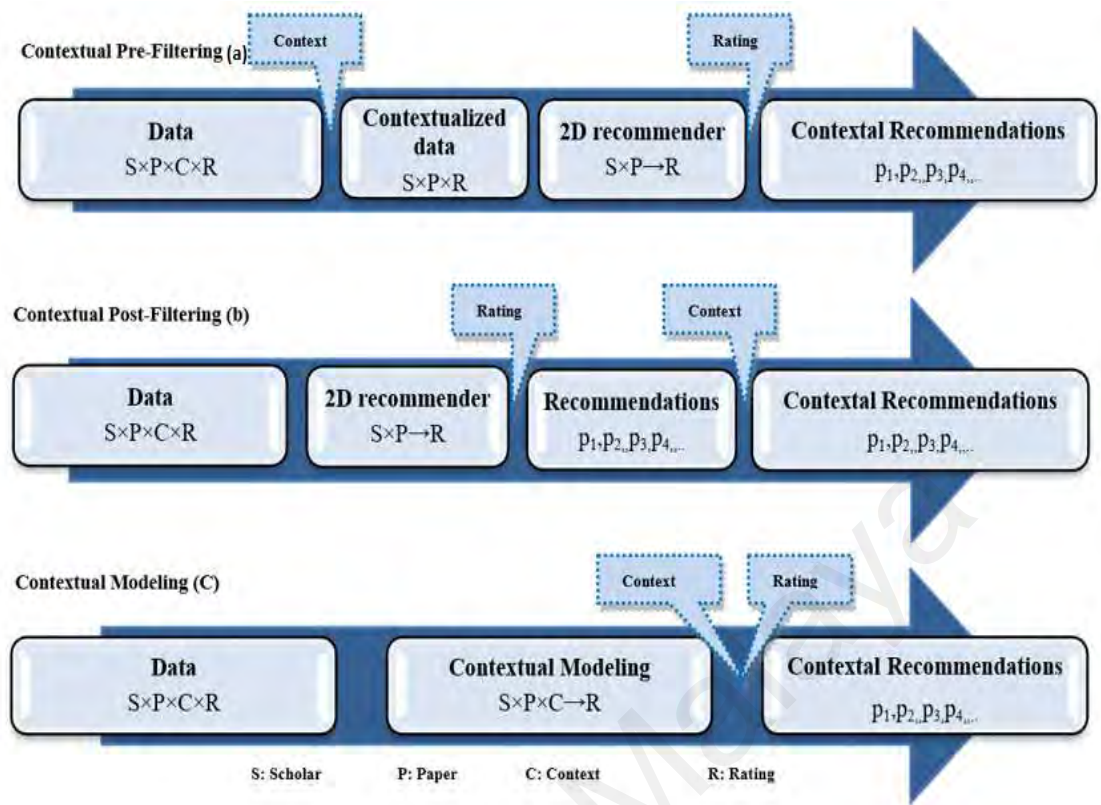 Contextual Pre-Filtering (a)
Context
Rating
Data
S×P×C×R
Contextualized
data
S×P×R
2D recommender
S×P→R
Contextal Recommendations
p1,p2,,p3,p4,,...
Contextual Post-Filtering (b)
Rating
Context
Data
S×P×C×R
2D recommender
S×P→R
Recommendations
p1,p2,,p3,p4,,...
Contextal Recommendations
p1,p2,,p3,p4,,...
Contextual Modeling (C)
Context
Rating
Data
S×P×C×R
Contextual Modeling
S×P×C→R
Contextal Recommendations
p1,p2,,p3,p4,,...
S: Scholar
P: Paper
C: Context
R: Rating